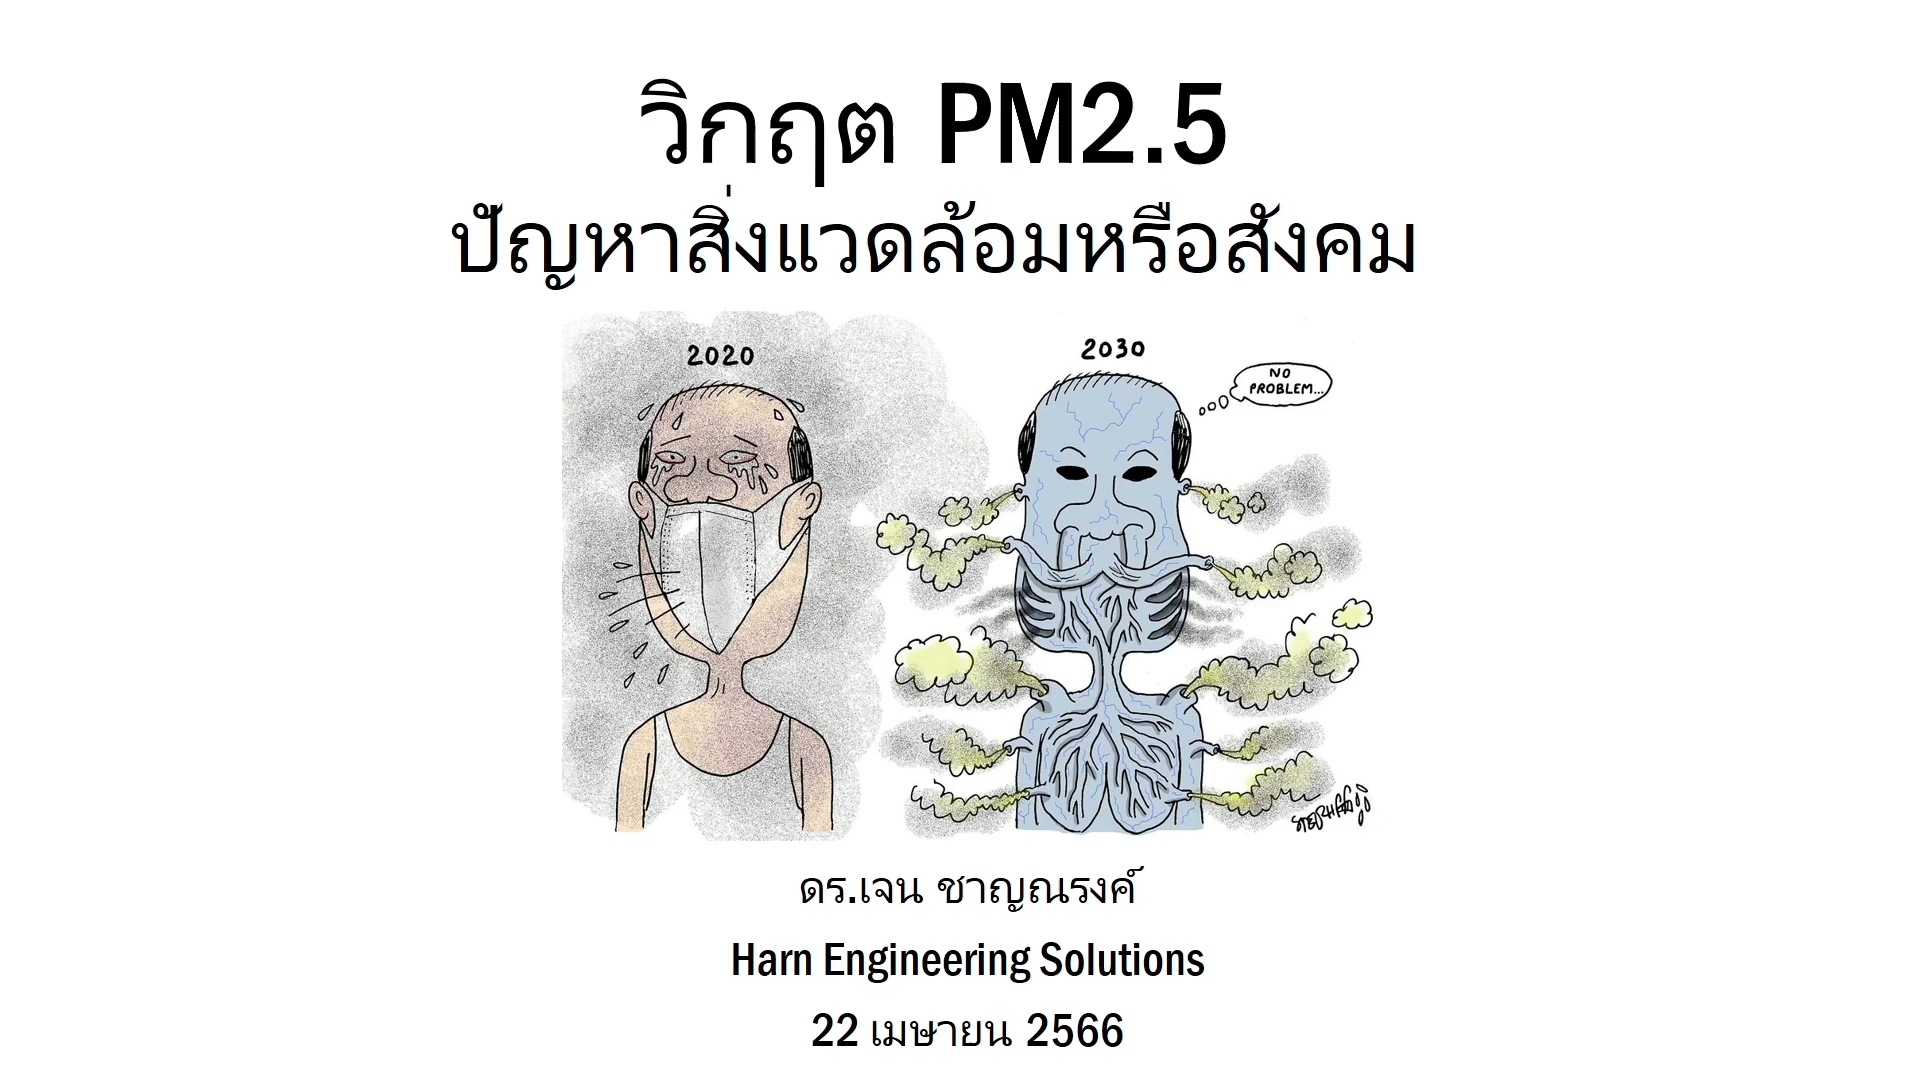 วิกฤต PM2.5
ปัญหาสิ่งแวดล้อมหรือสังคม
2020
2030
NO
PROBLEM...
ดร.เจน ชาญณรงค์
Harn Engineering Solutions
22 เมษายน 2566